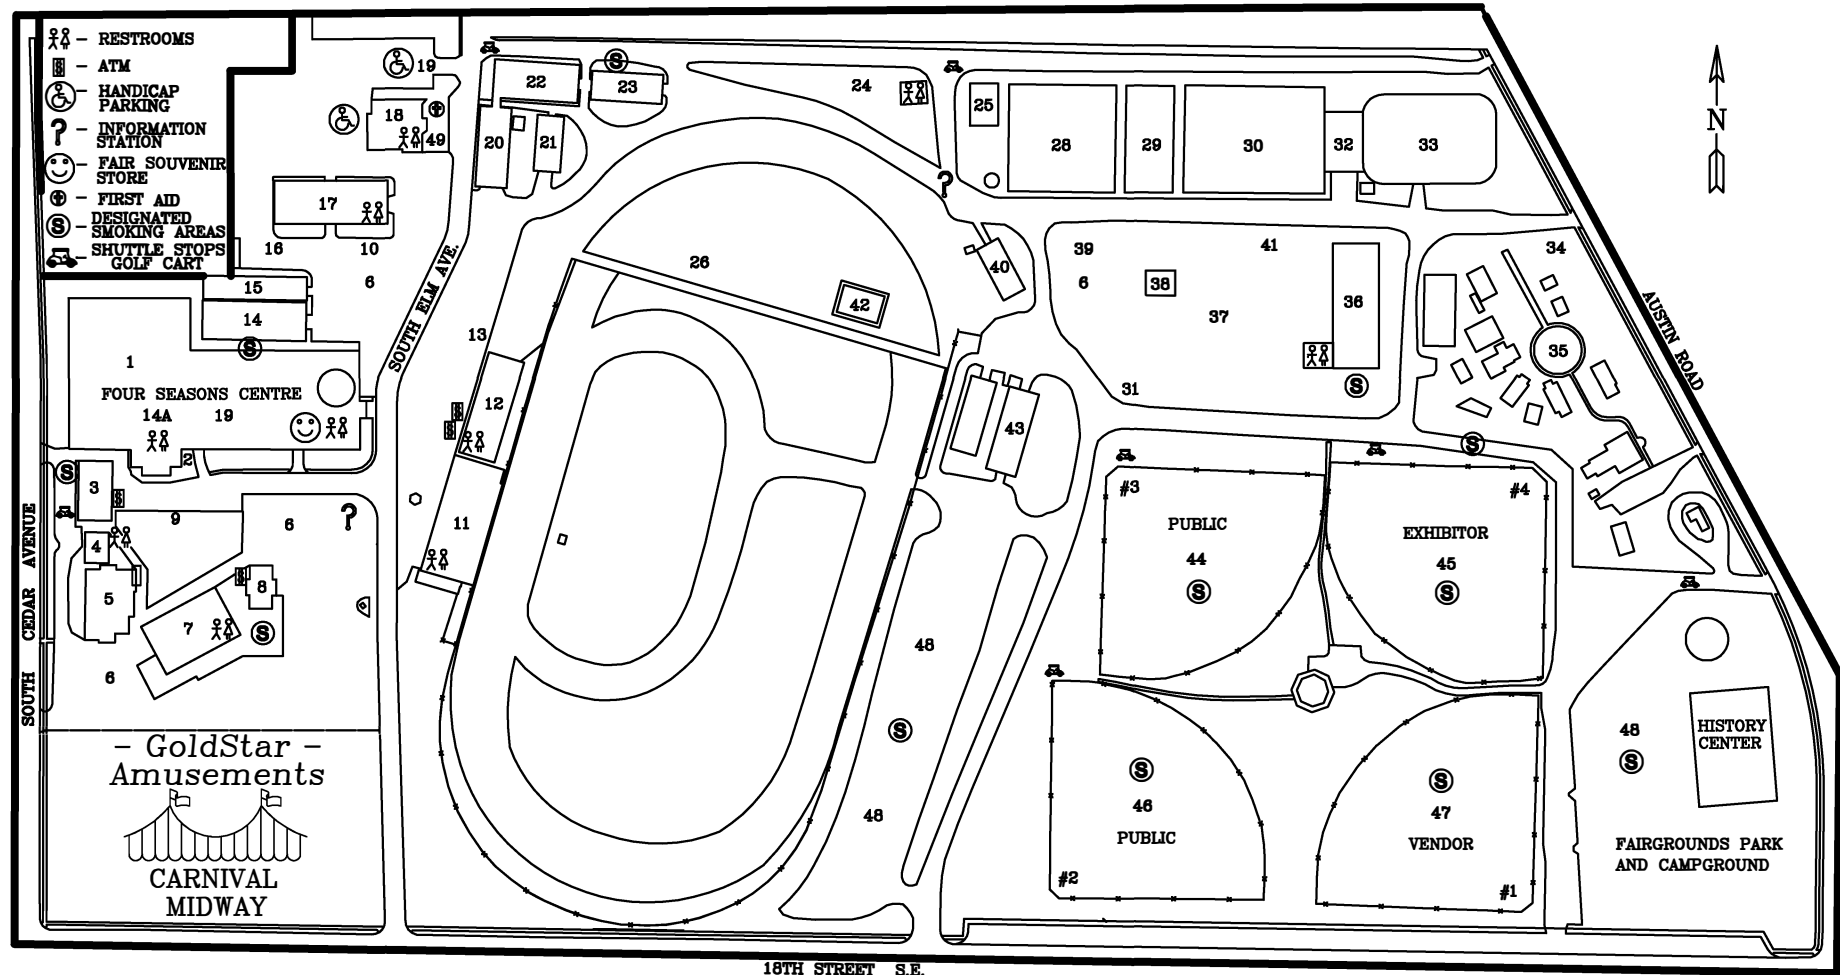 - RESTROOMS
- ATM
- HANDICAP
PARKING
- INFORMATION
STATION
- FAIR SOUVENIR
STORE
- FIRST AID
- DESIGNATED
SMOKING AREAS
- SHUTTLE STOPS
GOLF CART
19
18
49
22
S
23
20
21
24
25
28
29
30
32
33
N
17
16
10
6
15
14
S
SOUTH ELM AVE.
13
26
42
40
39
6
38
41
37
36
31
S
34
35
AUSTIN ROAD
1
FOUR SEASONS CENTRE
14A
19
2
12
43
S
3
S
9
6
4
5
7
8
S
6
11
SOUTH CEDAR AVENUE
#3
PUBLIC
44
S
#4
EXHIBITOR
45
S
48
S
48
S
46
PUBLIC
#2
S
47
VENDOR
#1
48
S
HISTORY
CENTER
FAIRGROUNDS PARK
AND CAMPGROUND
- GoldStar -
Amusements
CARNIVAL
MIDWAY
18TH STREET S.E.